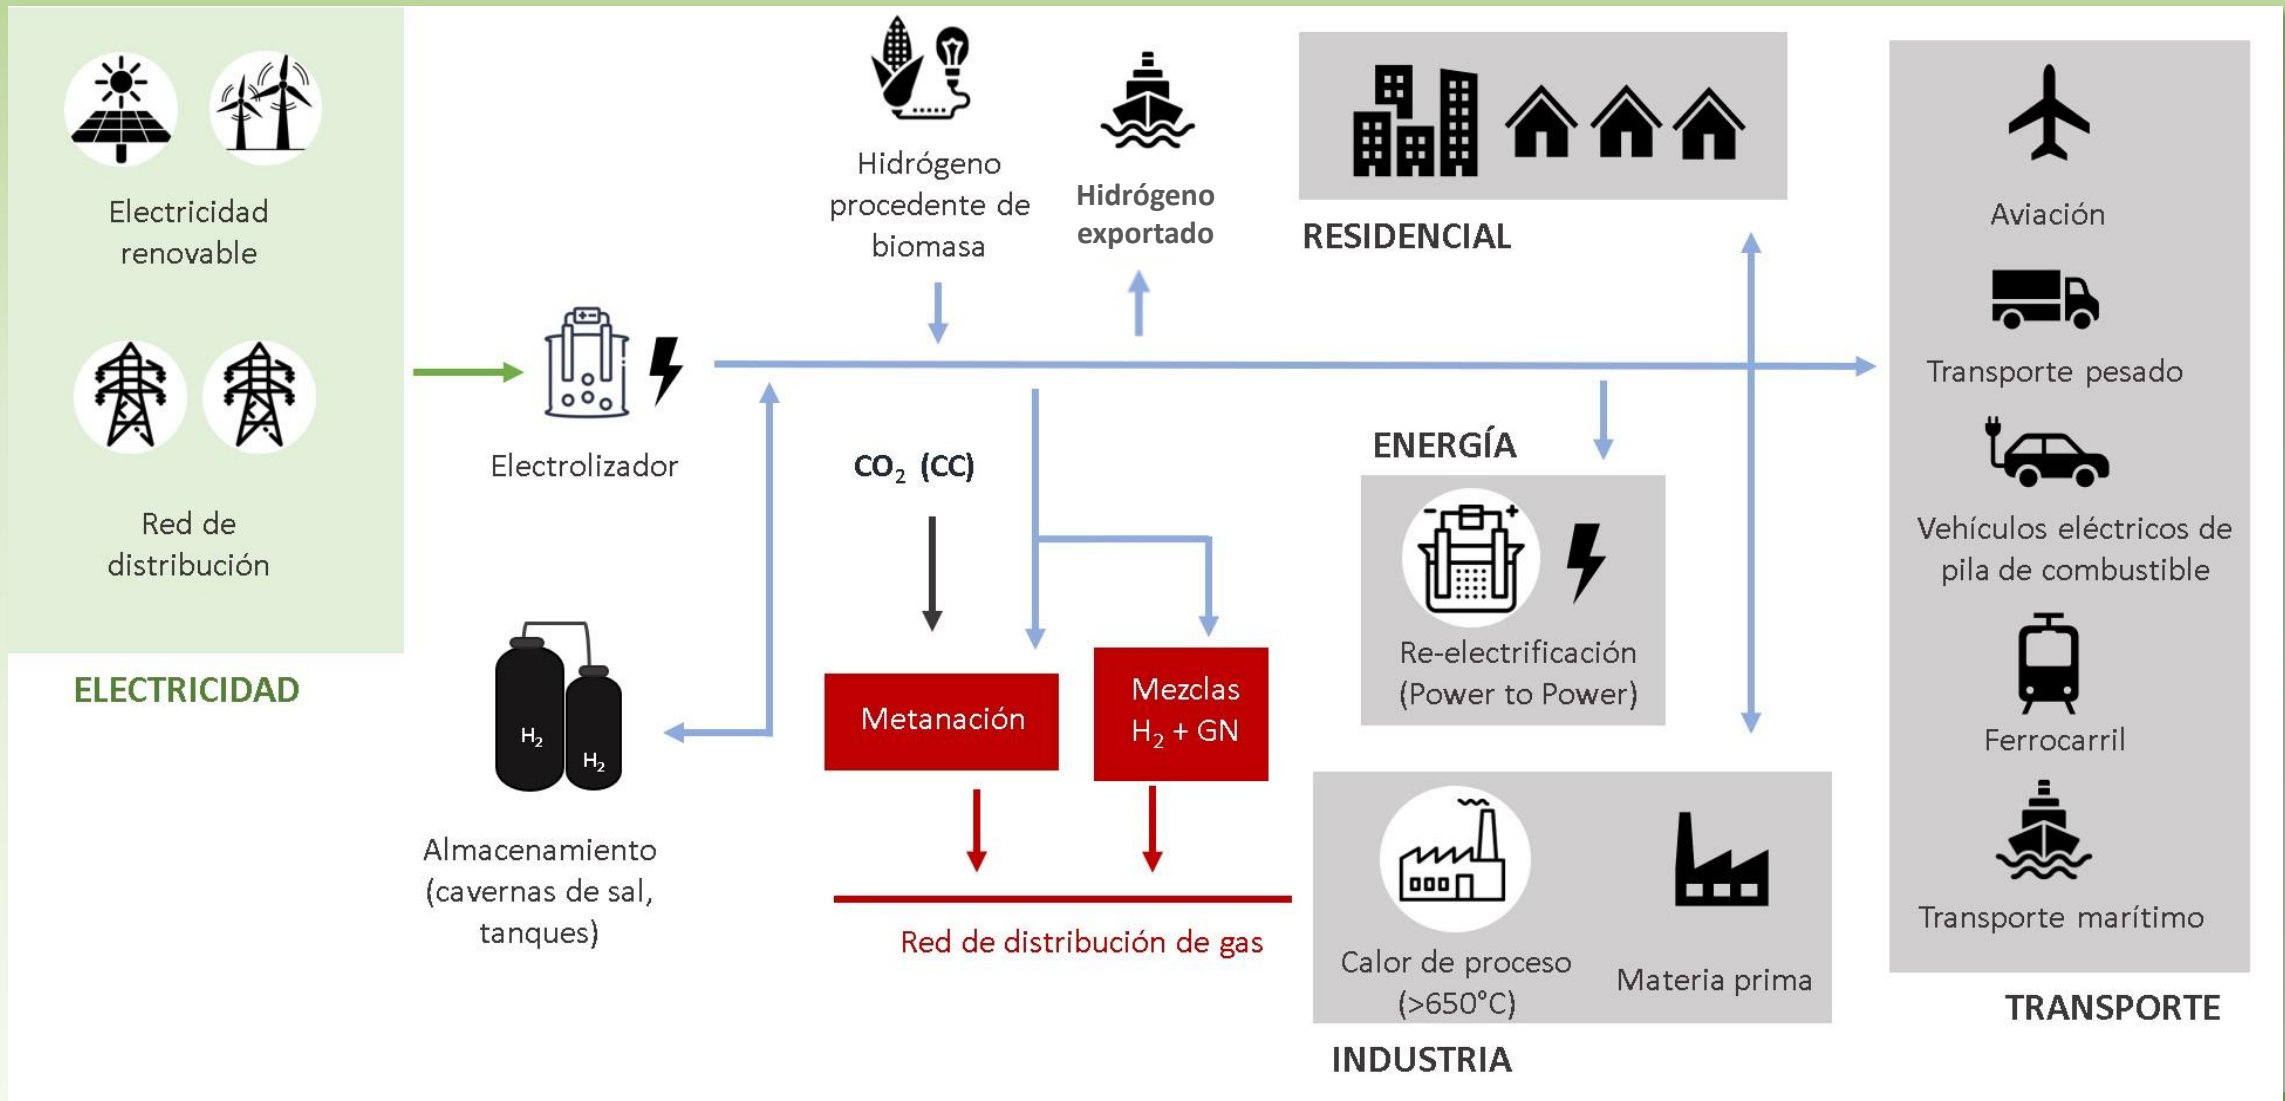 Electricidad
renovable
Red de
distribución
ELECTRICIDAD
Electrolizador
H₂
H₂
Almacenamiento
(cavernas de sal,
tanques)
Hidrógeno
procedente de
biomasa
Hidrógeno
exportado
CO₂ (CC)
Metanación
Mezclas
H₂ + GN
Red de distribución de gas
RESIDENCIAL
ENERGÍA
Re-electrificación
(Power to Power)
Calor de proceso
(>650°C)
Materia prima
INDUSTRIA
Aviación
Transporte pesado
Vehículos eléctricos de
pila de combustible
Ferrocarril
Transporte marítimo
TRANSPORTE